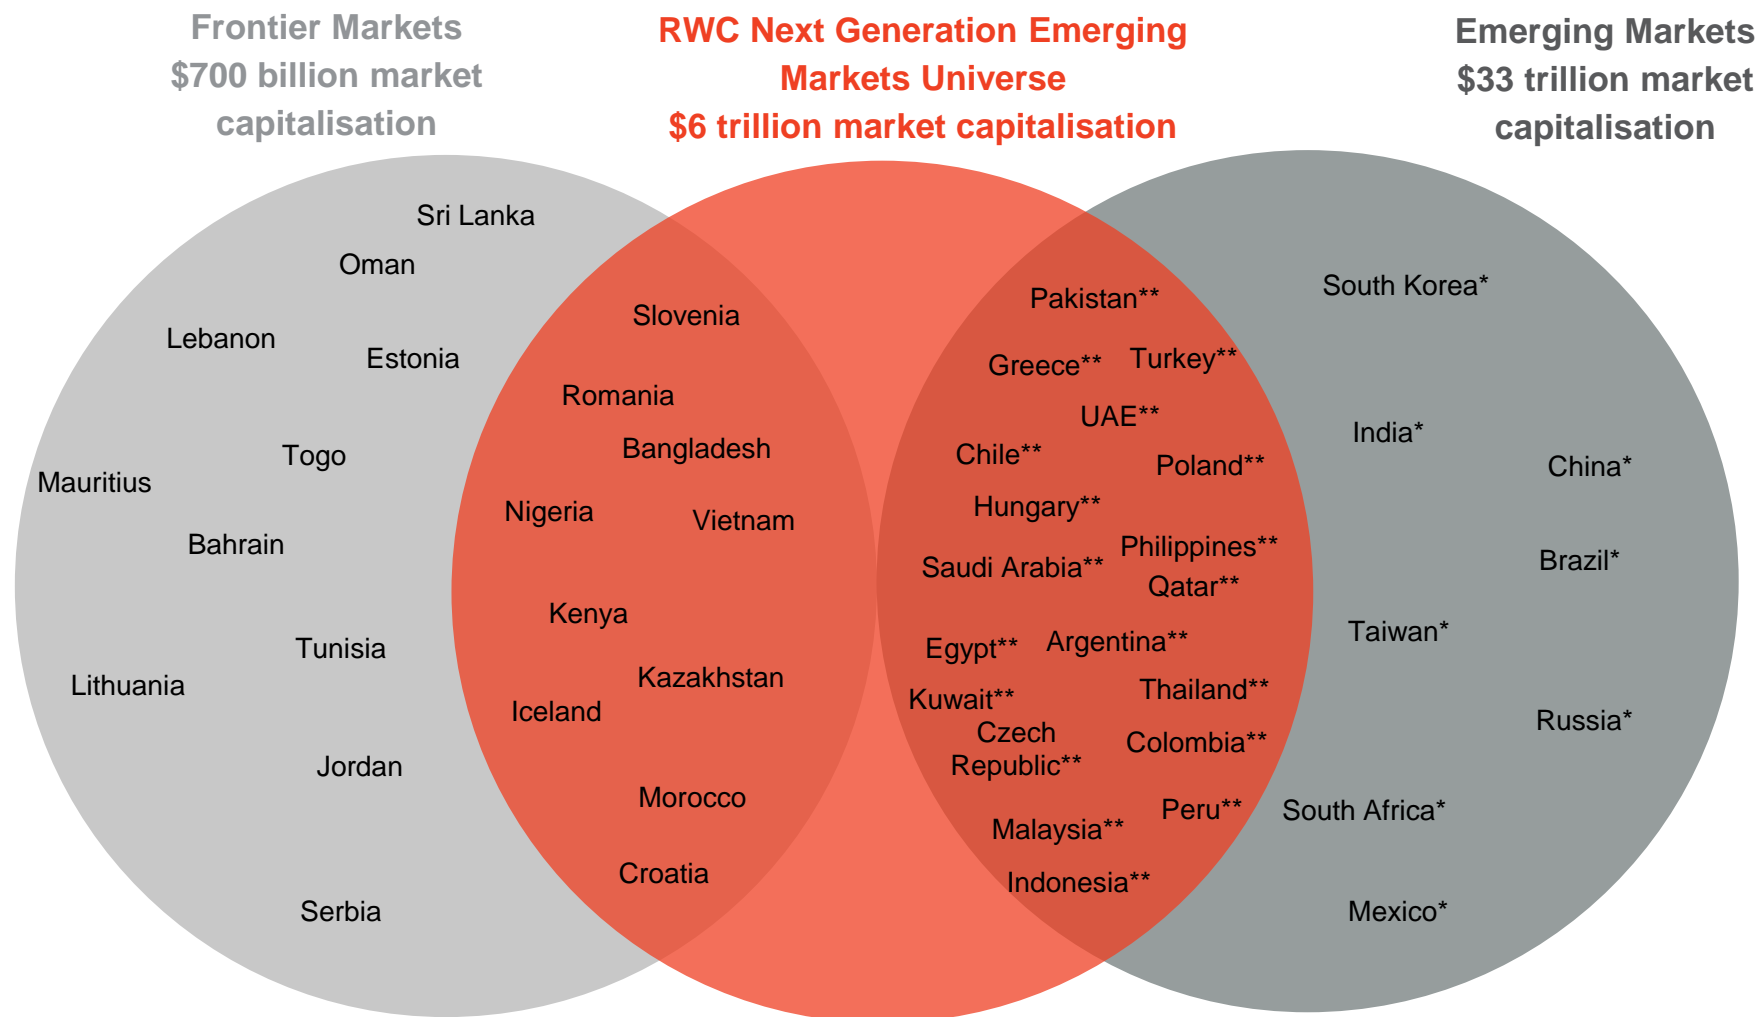 Frontier Markets
$700 billion market
capitalisation
RWC Next Generation Emerging
Markets Universe
$6 trillion market capitalisation
Emerging Markets
$33 trillion market
capitalisation
Sri Lanka
Oman
Lebanon
Estonia
Togo
Mauritius
Bahrain
Tunisia
Lithuania
Jordan
Serbia
Slovenia
Romania
Bangladesh
Nigeria
Vietnam
Kenya
Kazakhstan
Iceland
Morocco
Croatia
Pakistan**
Greece**
Turkey**
UAE**
Chile**
Poland**
Hungary**
Philippines**
Saudi Arabia**
Qatar**
Egypt**
Argentina**
Kuwait**
Thailand**
Czech
Republic**
Colombia**
Peru**
Malaysia**
Indonesia**
South Korea*
India*
China*
Brazil*
Taiwan*
Russia*
South Africa*
Mexico*